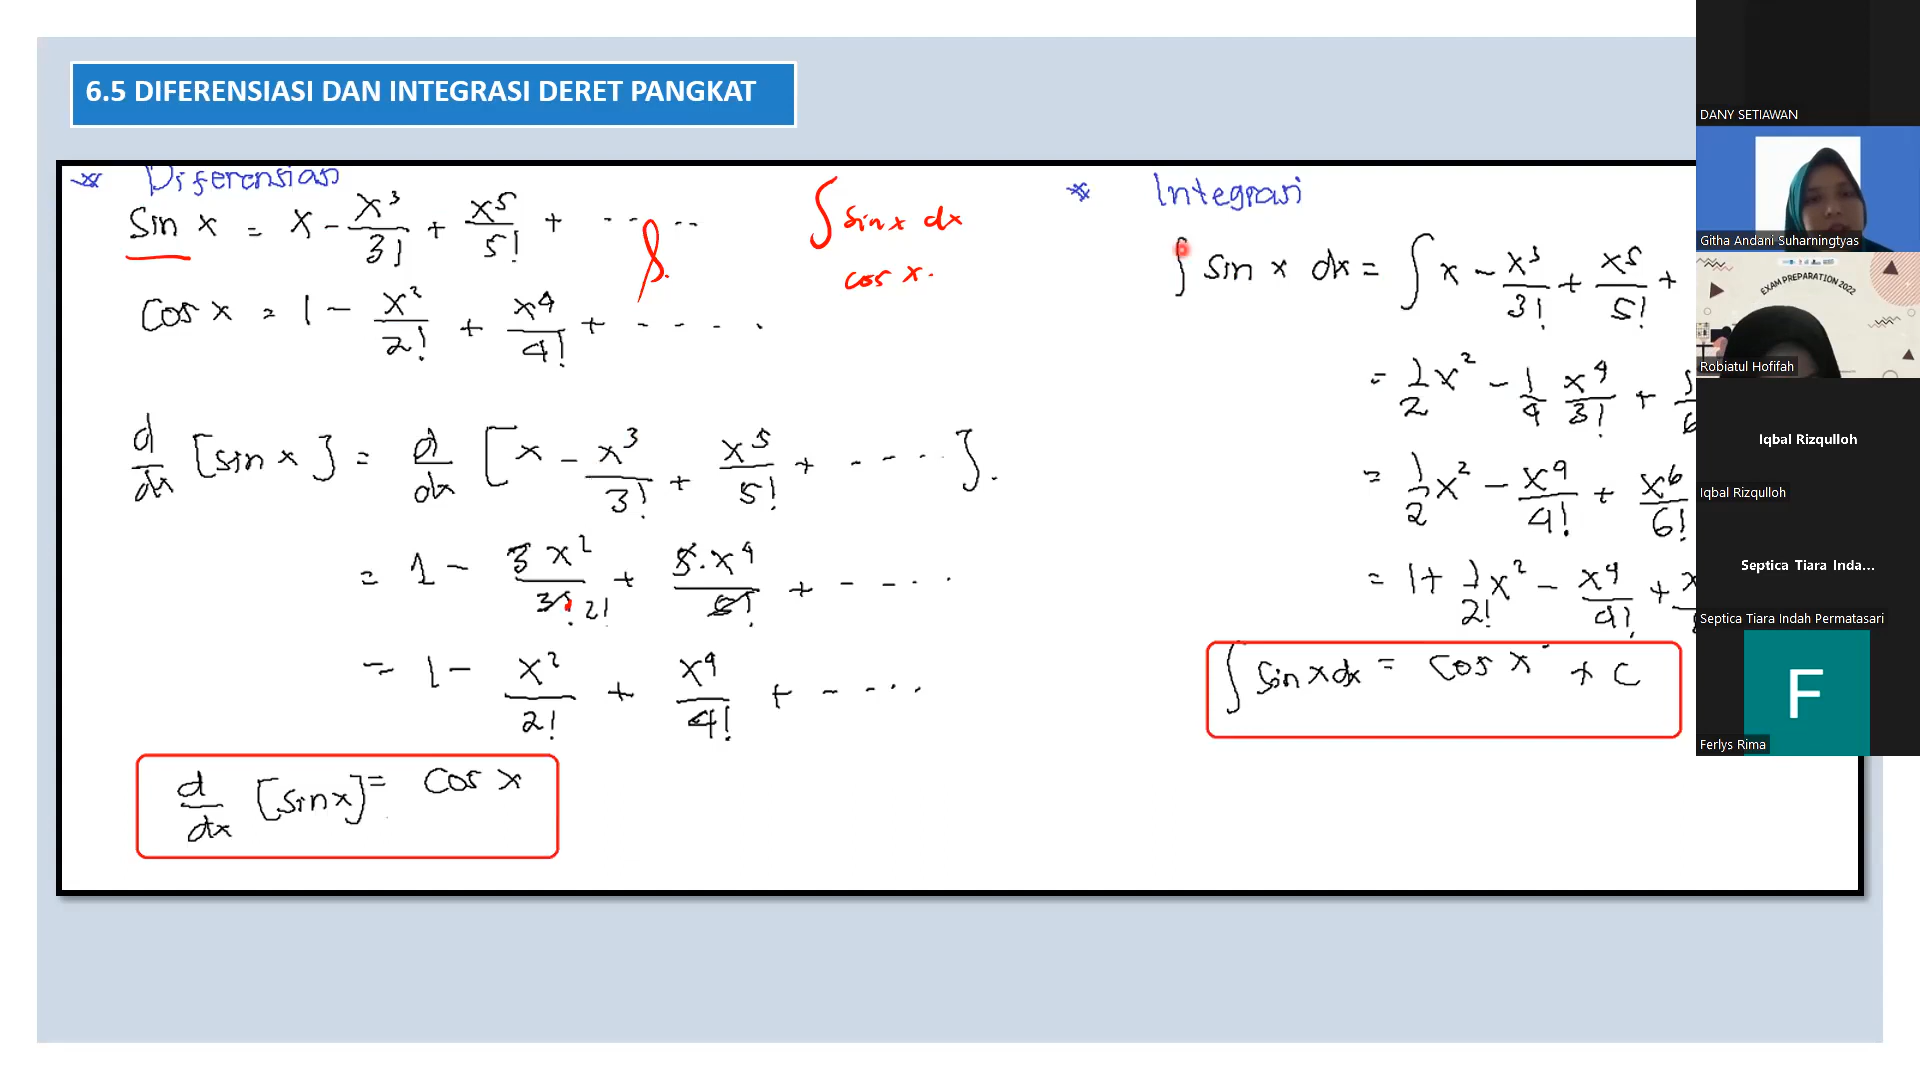 6.5 DIFERENSIASI DAN INTEGRASI DERET PANGKAT
* Diferensiasi
sin x = x - x³/3! + x⁵/5! + ......
cos x = 1 - x²/2! + x⁴/4! + ......
∫ sin x dx
cos x.
d/dx [sin x] = d/dx [x - x³/3! + x⁵/5! + ......].
= 1 - 3x²/3! 2! + 5.x⁴/5! + ......
= 1 - x²/2! + x⁴/4! + ......
d/dx [sin x] = cos x
* Integrasi
∫ sin x dx = ∫ x - x³/3! + x⁵/5! +
= 1/2 x² - 1/4 x⁴/3! + 1/6
= 1/2 x² - x⁴/4! + x⁶/6!
= 1 + 1/2! x² - x⁴/4! + x
∫ sin x dx = cos x + c
DANY SETIAWAN
Githa Andani Suharningtyas
EXAM PREPARATION 2022
Robiatul Hofifah
Iqbal Rizqulloh
Iqbal Rizqulloh
Septica Tiara Inda...
Septica Tiara Indah Permatasari
F
Ferlys Rima